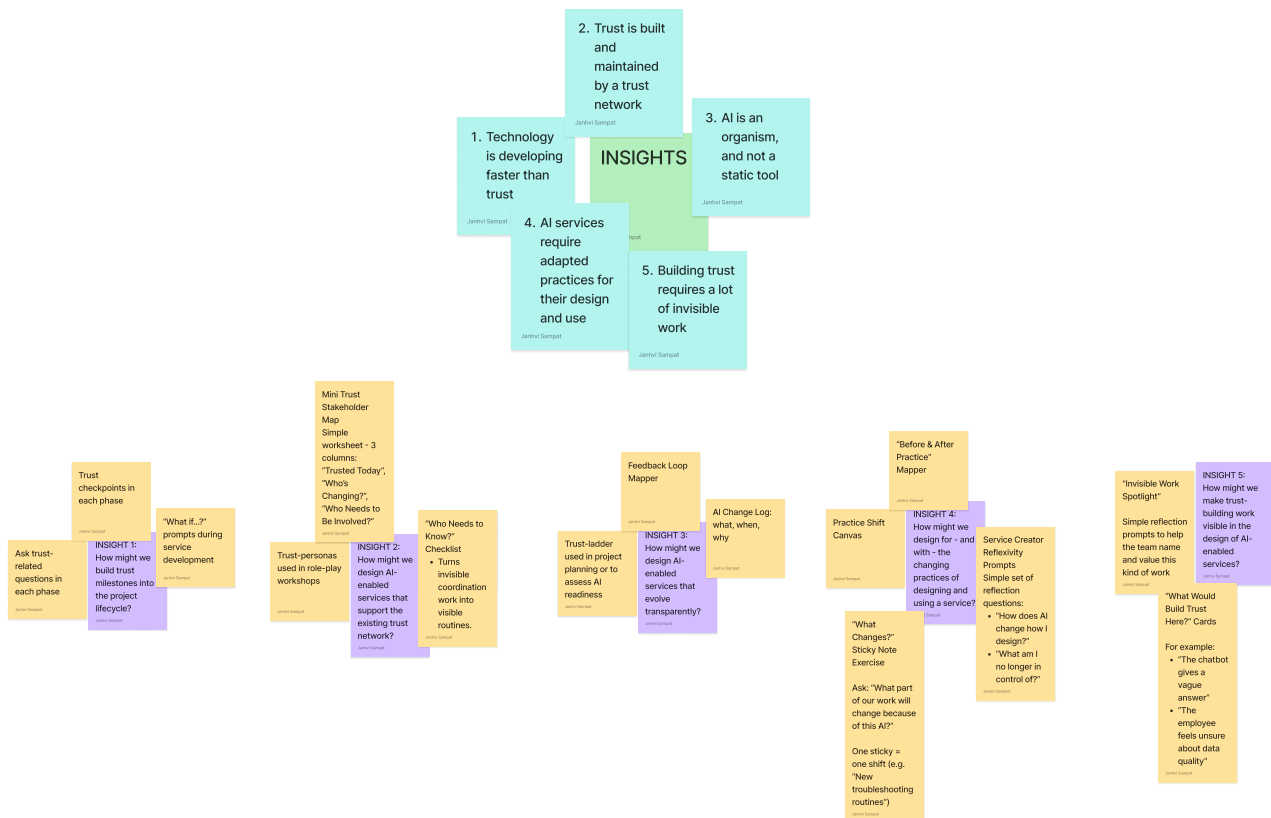 2. Trust is built
and
maintained
by a trust
network
Janhvi Sampat
3. AI is an
organism,
and not a
static tool
Janhvi Sampat
1. Technology
is developing
faster than
trust
Janhvi Sampat
INSIGHTS
pat
4. AI services
require
adapted
practices for
their design
and use
Janhvi Sampat
5. Building trust
requires a lot
of invisible
work
Janhvi Sampat
Trust
checkpoints in
each phase
Janhvi Sampat
"What if...?"
prompts during
service
development
Janhvi Sampat
Ask trust-
related
questions in
each phase
Janhvi Sampat
INSIGHT 1:
How might we
build trust
milestones into
the project
lifecycle?
Janhvi Sampat
Mini Trust
Stakeholder
Map
Simple
worksheet - 3
columns:
"Trusted Today",
"Who's
Changing?",
"Who Needs to
Be Involved?"
Janhvi Sampat
Trust-personas
used in role-play
workshops
Janhvi Sampat
INSIGHT 2:
How might we
design AI-
enabled
services that
support the
existing trust
network?
Janhvi Sampat
"Who Needs to
Know?"
Checklist
• Turns
invisible
coordination
work into
visible
routines.
Janhvi Sampat
Feedback Loop
Mapper
Janhvi Sampat
AI Change Log:
what, when,
why
Janhvi Sampat
Trust-ladder
used in project
planning or to
assess AI
readiness
Janhvi Sampat
INSIGHT 3:
How might we
design AI-
enabled
services that
evolve
transparently?
Janhvi Sampat
"Before & After
Practice"
Mapper
Janhvi Sampat
Practice Shift
Canvas
Janhvi Sampat
INSIGHT 4:
How might we
design for - and
with - the
changing
practices of
designing and
using a service?
Sampat
Service Creator
Reflexivity
Prompts
Simple set of
reflection
questions:
• "How does AI
change how I
design?"
• "What am I
no longer in
control of?"
Janhvi Sampat
"What
Changes?"
Sticky Note
Exercise
Ask: "What part
of our work will
change because
of this AI?"
One sticky =
one shift (e.g.
"New
troubleshooting
routines")
Janhvi Sampat
"Invisible Work
Spotlight"
Simple reflection
prompts to help
the team name
and value this
kind of work
Janhvi Sampat
INSIGHT 5:
How might we
make trust-
building work
visible in the
design of AI-
enabled
services?
Janhvi Sampat
"What Would
Build Trust
Here?" Cards
For example:
• "The chatbot
gives a
vague
answer"
• "The
employee
feels unsure
about data
quality"
Janhvi Sampat